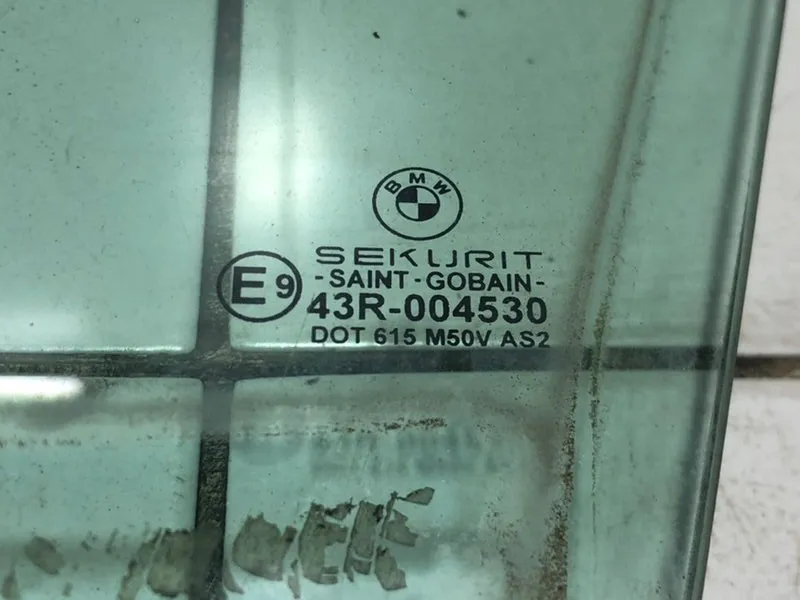 BMW
SEKURIT
- SAINT - GOBAIN -
E9 43R-004530
DOT 615 M50V AS2